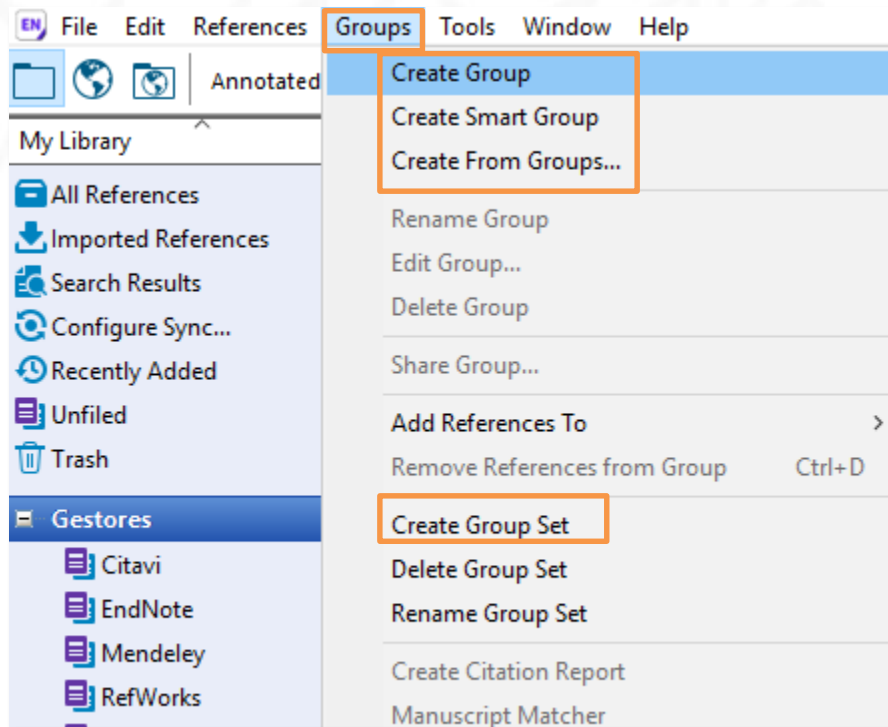 EN File Edit References Groups Tools Window Help
Annotated
My Library
All References
Imported References
Search Results
Configure Sync...
Recently Added
Unfiled
Trash
Gestores
Citavi
EndNote
Mendeley
RefWorks
Create Group
Create Smart Group
Create From Groups...
Rename Group
Edit Group...
Delete Group
Share Group...
Add References To
Remove References from Group Ctrl+D
Create Group Set
Delete Group Set
Rename Group Set
Create Citation Report
Manuscript Matcher